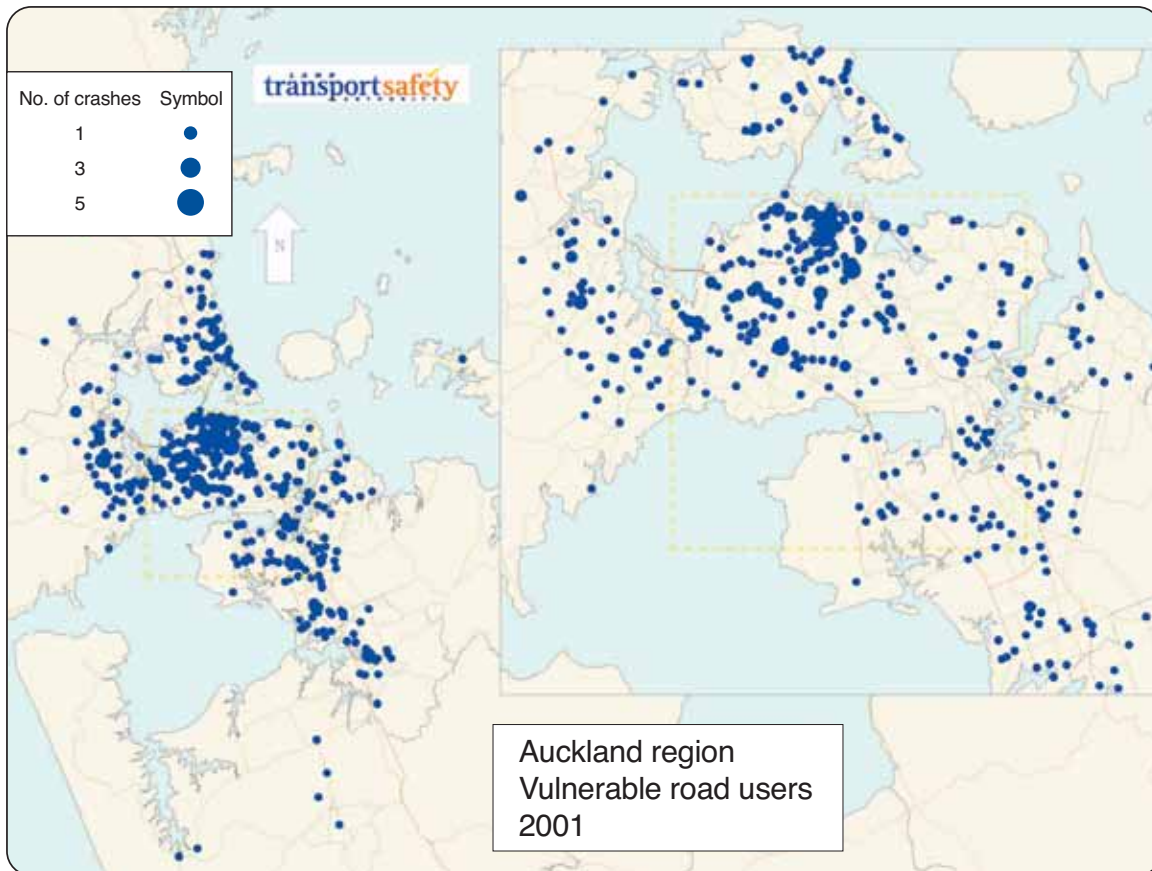 transportsafety
No. of crashes Symbol
1
3
5
N
Auckland region
Vulnerable road users
2001